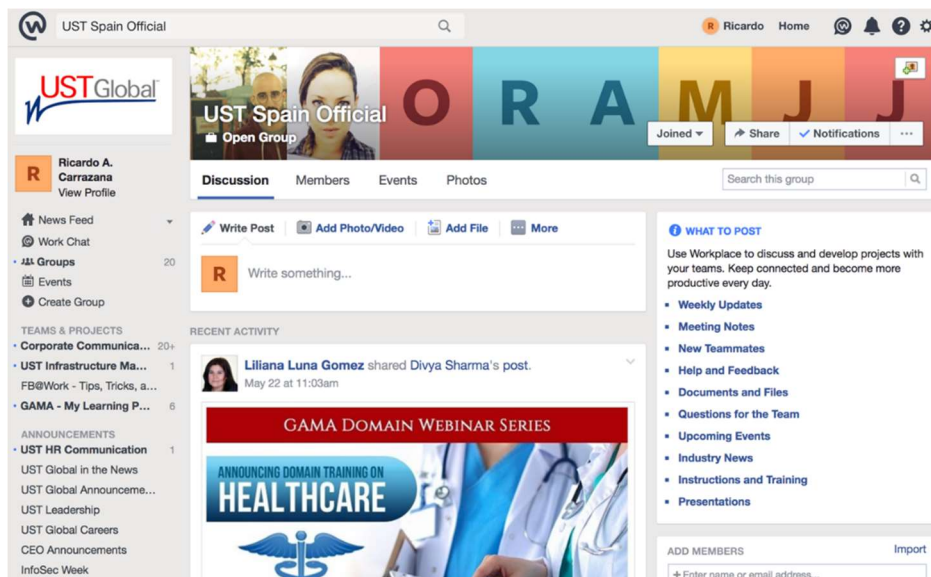 UST Spain Official
Ricardo
Home
USTGlobal
UST Spain Official
Open Group
O R A M J J
Joined
Share
Notifications
Ricardo A.
Carrazana
View Profile
Discussion
Members
Events
Photos
Search this group
News Feed
Work Chat
Groups 20
Events
Create Group
TEAMS & PROJECTS
Corporate Communica... 20+
UST Infrastructure Ma... 1
FB@Work - Tips, Tricks, a...
GAMA - My Learning P... 6
ANNOUNCEMENTS
UST HR Communication 1
UST Global in the News
UST Global Announceme...
UST Leadership
UST Global Careers
CEO Announcements
InfoSec Week
Write Post
Add Photo/Video
Add File
More
R
Write something...
RECENT ACTIVITY
Liliana Luna Gomez shared Divya Sharma's post.
May 22 at 11:03am
GAMA DOMAIN WEBINAR SERIES
ANNOUNCING DOMAIN TRAINING ON
HEALTHCARE
WHAT TO POST
Use Workplace to discuss and develop projects with
your teams. Keep connected and become more
productive every day.
Weekly Updates
Meeting Notes
New Teammates
Help and Feedback
Documents and Files
Questions for the Team
Upcoming Events
Industry News
Instructions and Training
Presentations
ADD MEMBERS
Import
+ Enter name or email address...